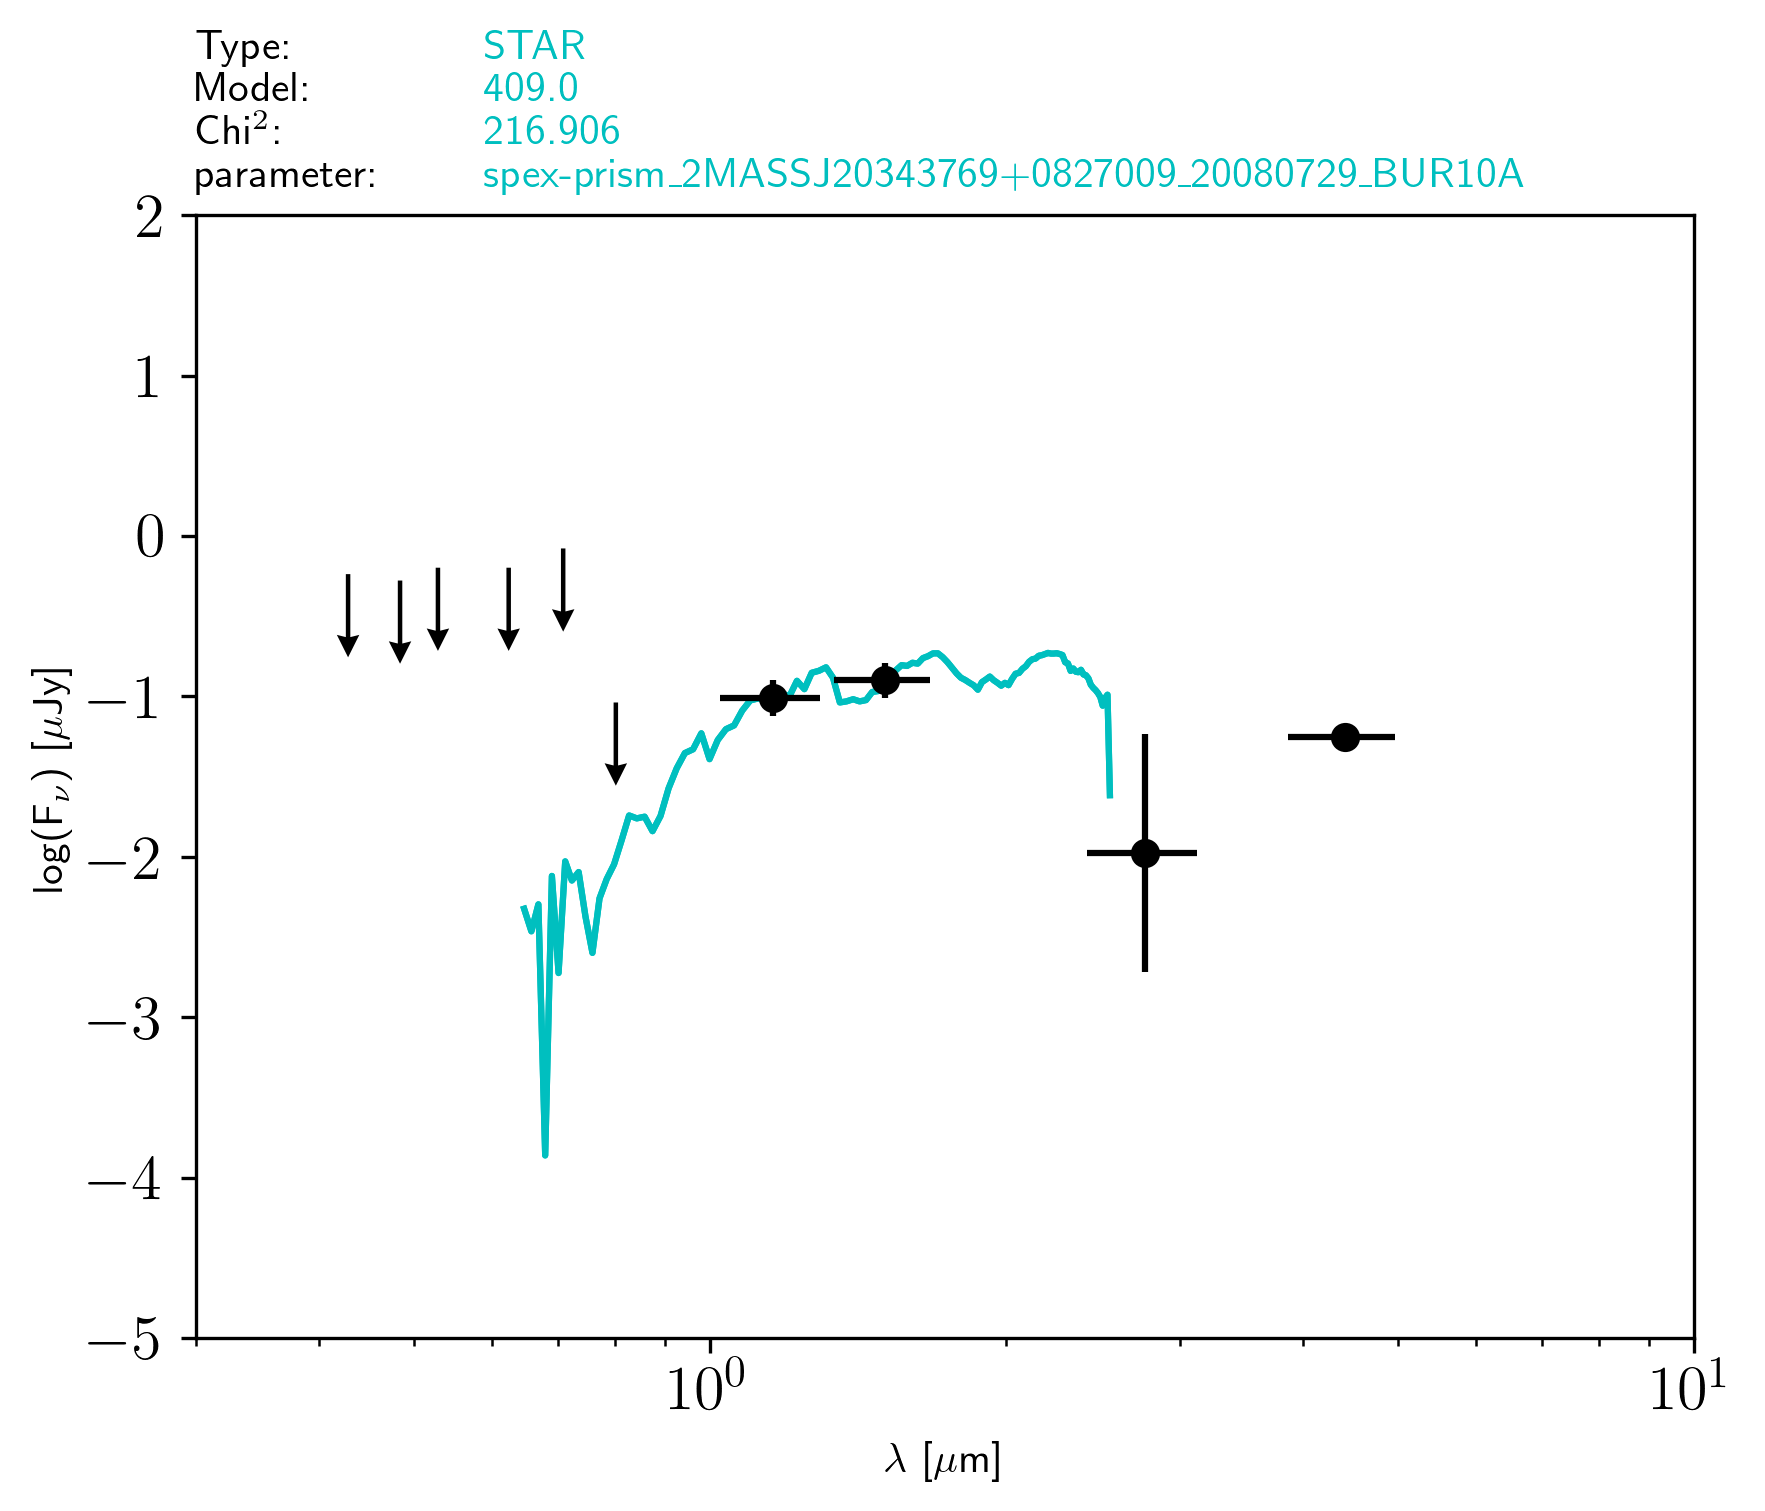 Type: STAR
Model: 409.0
Chi²: 216.906
parameter: spex-prism_2MASSJ20343769+0827009_20080729_BUR10A
2
1
0
−1
−2
−3
−4
−5
log(Fν) [μJy]
10⁰ 10¹
λ [μm]